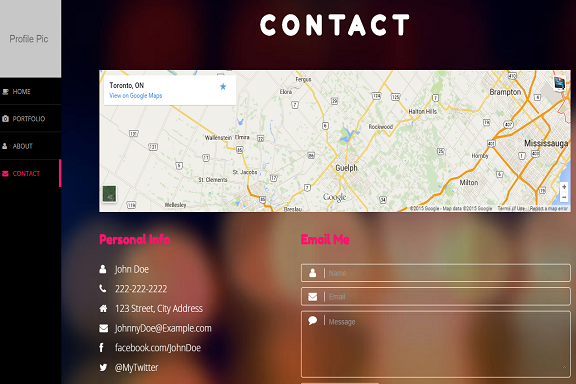 CONTACT
Profile Pic
HOME
PORTFOLIO
ABOUT
CONTACT
Toronto, ON
View on Google Maps
Fergus
Elora
Brampton
Halton Hills
Rockwood
Wallenstein
Elmira
Mississauga
Guelph
Hornby
St. Jacobs
St. Clements
Milton
Wellesley
Breslau
Google
©2015 Google - Map data ©2015 Google
Terms of Use
Report a map error
Personal Info
John Doe
222-222-2222
123 Street, City Address
JohnnyDoe@Example.com
facebook.com/JohnDoe
@MyTwitter
Email Me
Name
Email
Message